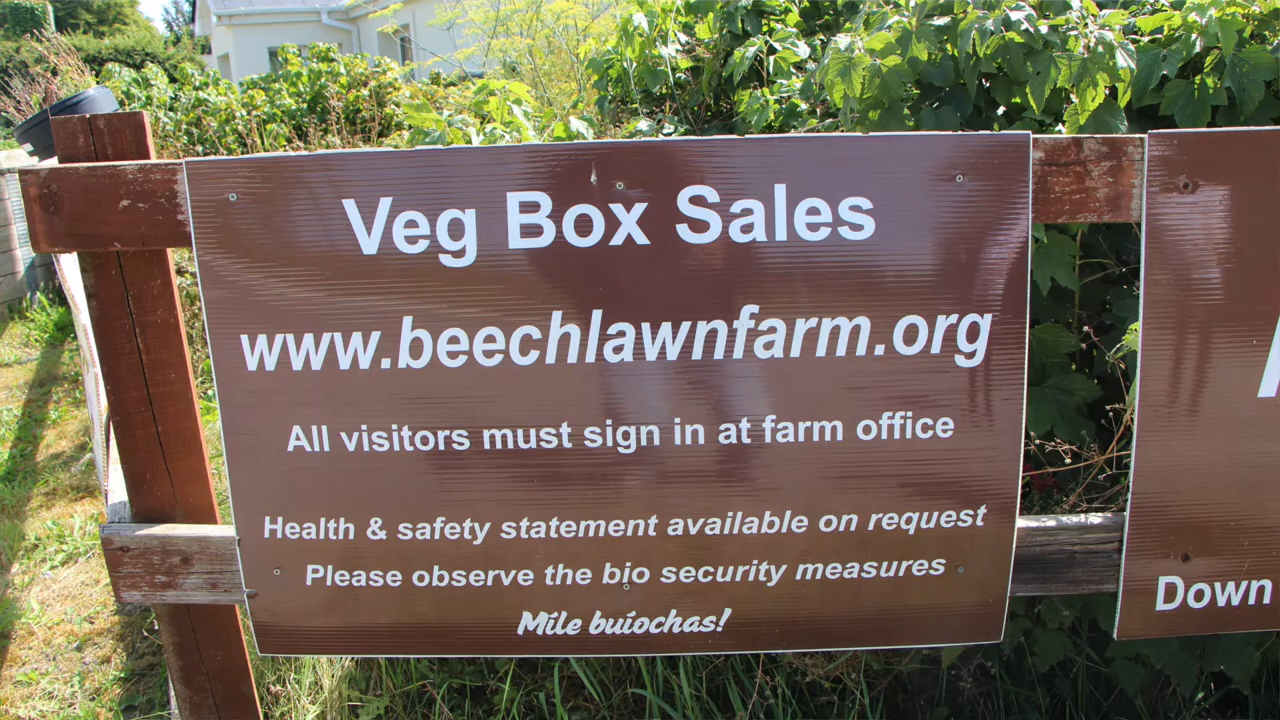 Veg Box Sales
www.beechlawnfarm.org
All visitors must sign in at farm office
Health & safety statement available on request
Please observe the bio security measures
Míle buíochas!
Down